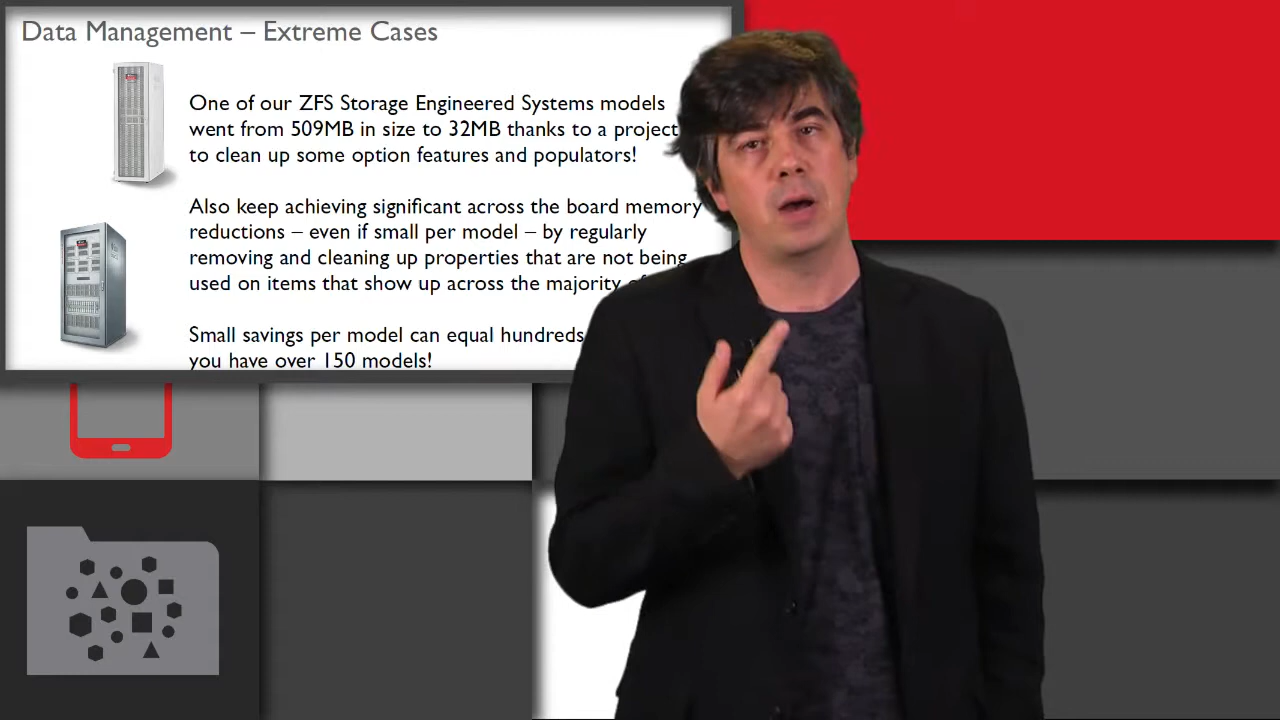 Data Management – Extreme Cases
One of our ZFS Storage Engineered Systems models
went from 509MB in size to 32MB thanks to a project
to clean up some option features and populators!
Also keep achieving significant across the board memory
reductions – even if small per model – by regularly
removing and cleaning up properties that are not being
used on items that show up across the majority
Small savings per model can equal hundreds
you have over 150 models!